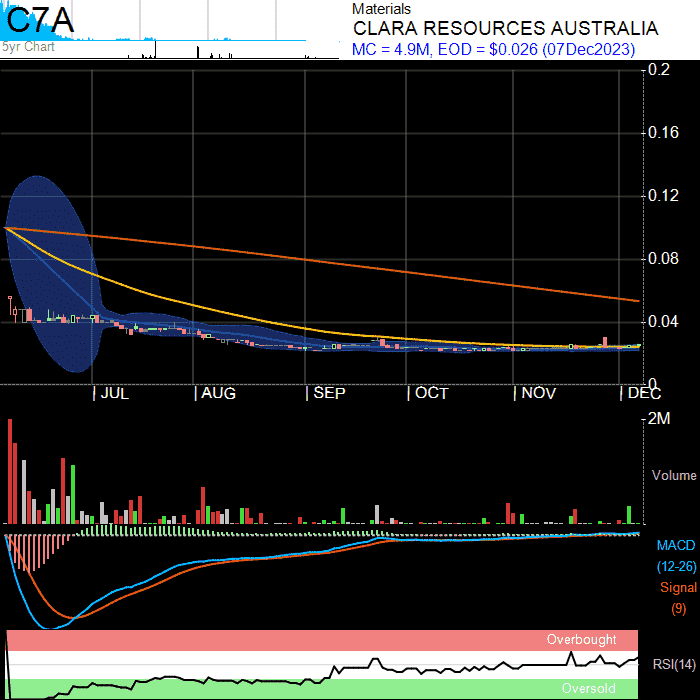 C7A
5yr Chart
Materials
CLARA RESOURCES AUSTRALIA
MC = 4.9M, EOD = $0.026 (07Dec2023)
0.2
0.16
0.12
0.08
0.04
0
JUL
AUG
SEP
OCT
NOV
DEC
2M
Volume
MACD
(12-26)
Signal
(9)
Overbought
RSI(14)
Oversold